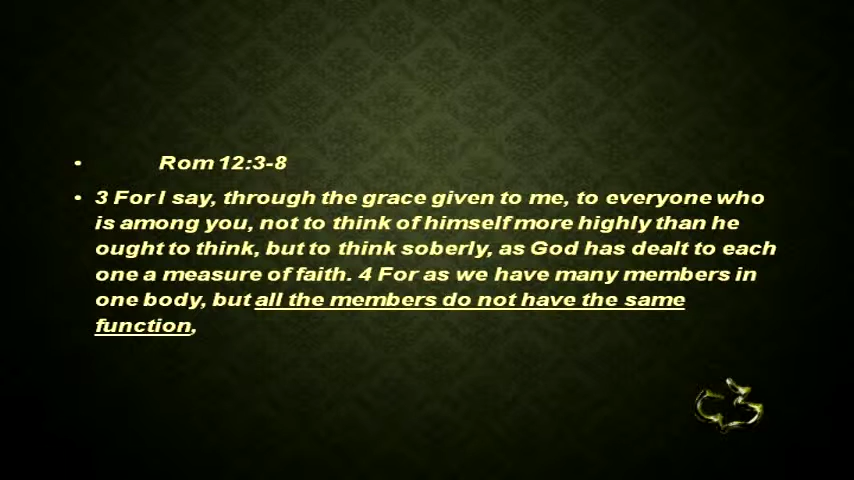 • Rom 12:3-8
• 3 For I say, through the grace given to me, to everyone who
is among you, not to think of himself more highly than he
ought to think, but to think soberly, as God has dealt to each
one a measure of faith. 4 For as we have many members in
one body, but all the members do not have the same
function,
C3